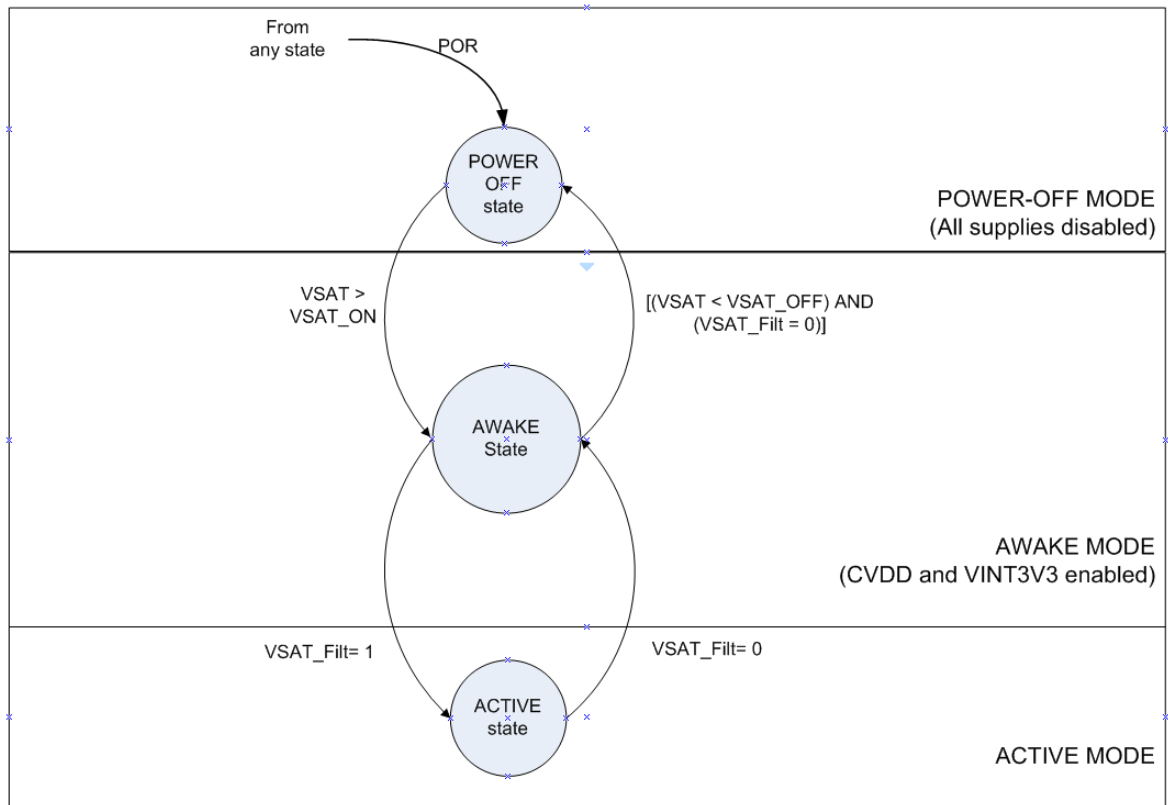 From
any state
POR
POWER
OFF
state
POWER-OFF MODE
(All supplies disabled)
VSAT >
VSAT_ON
[(VSAT < VSAT_OFF) AND
(VSAT_Filt = 0)]
AWAKE
State
AWAKE MODE
(CVDD and VINT3V3 enabled)
VSAT_Filt= 1
VSAT_Filt= 0
ACTIVE
state
ACTIVE MODE